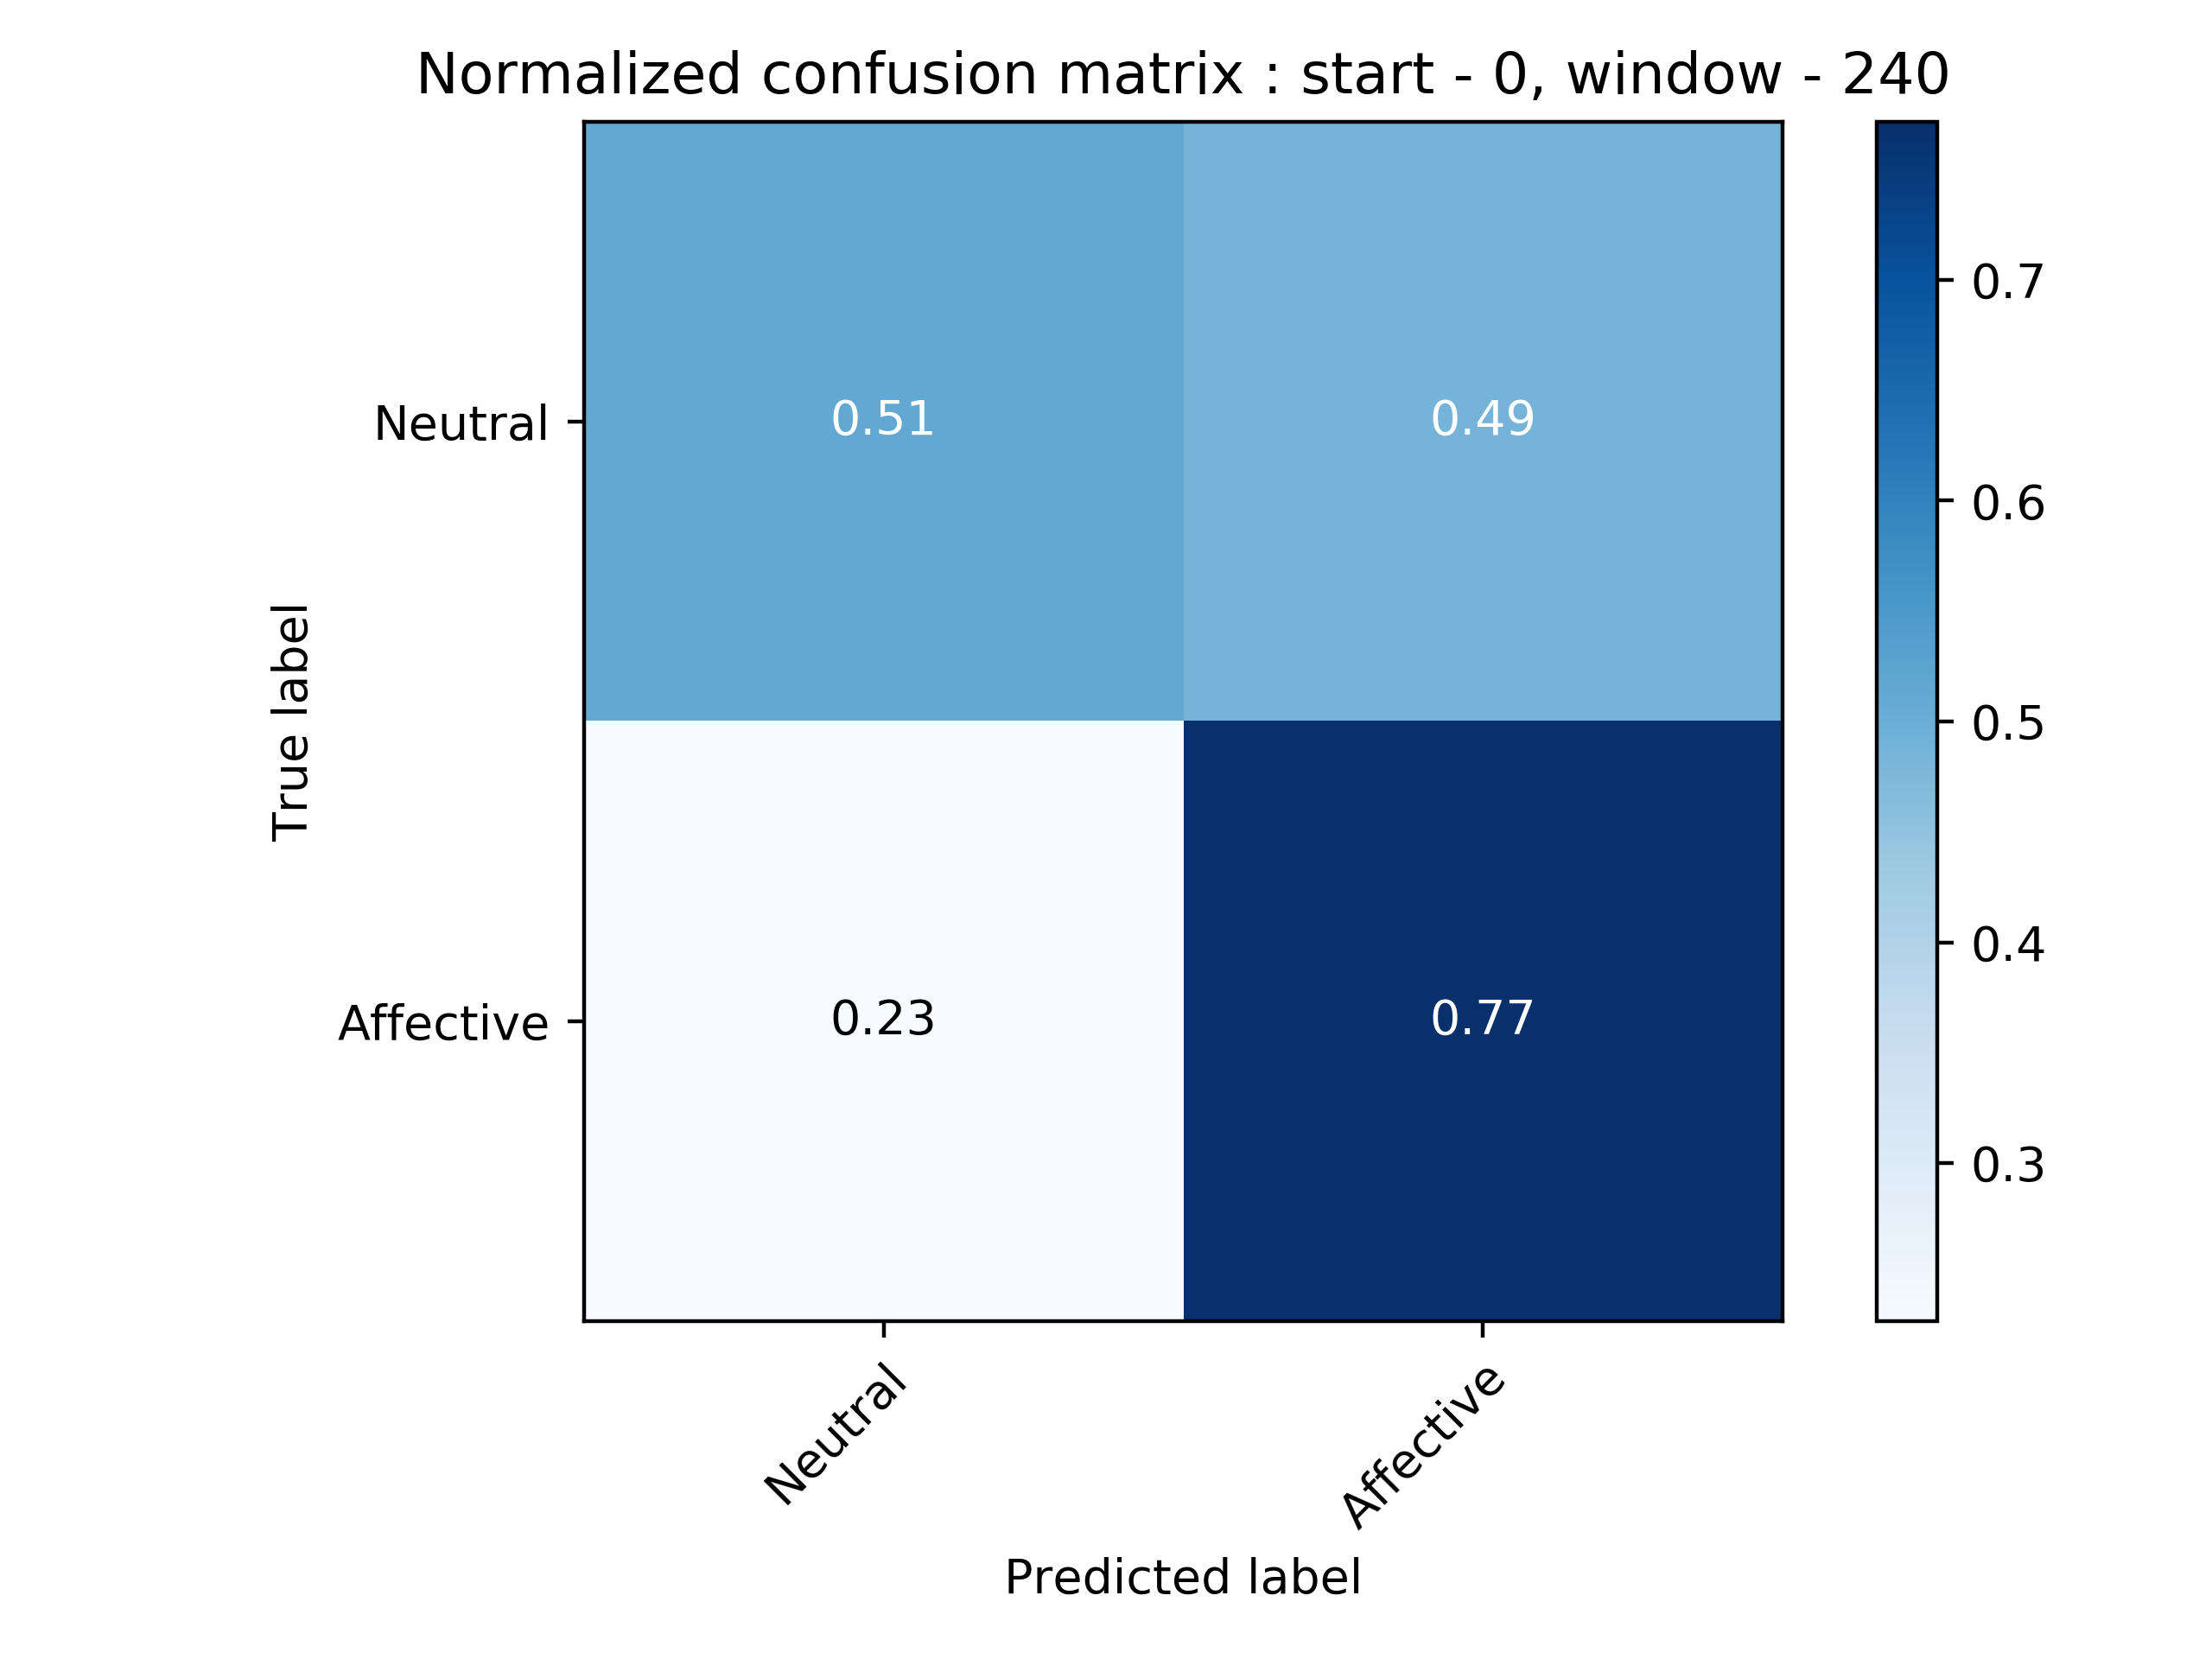 Normalized confusion matrix : start - 0, window - 240
True label
Neutral
0.51 0.49
Affective
0.23 0.77
Neutral
Affective
Predicted label
0.7
0.6
0.5
0.4
0.3